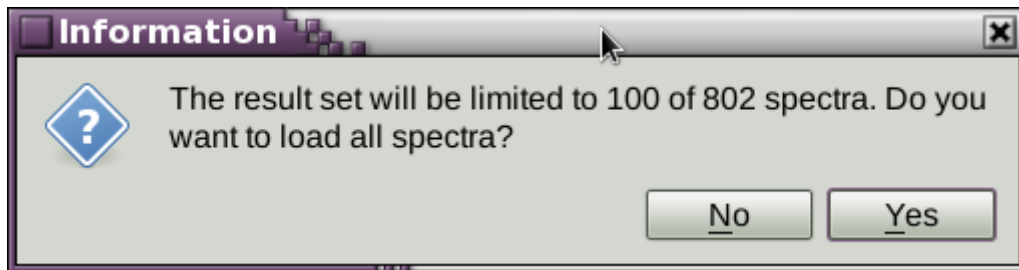 Information
The result set will be limited to 100 of 802 spectra. Do you
want to load all spectra?
No
Yes